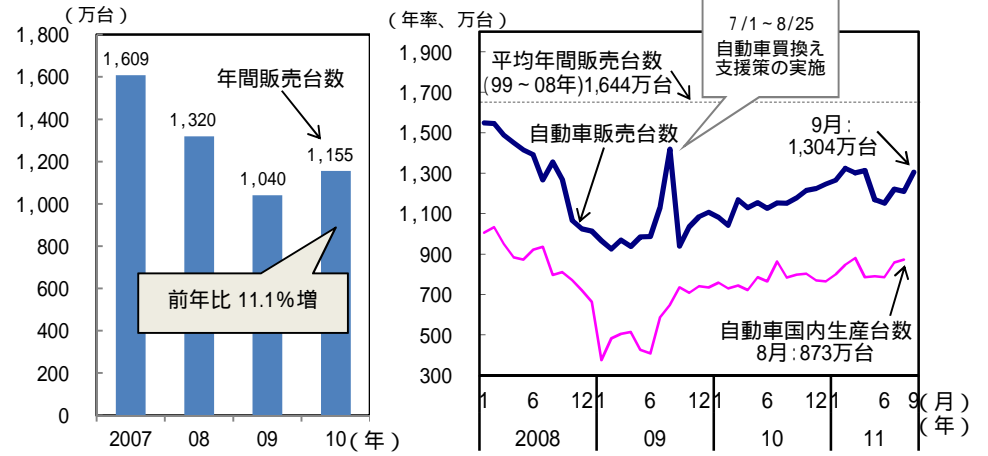 （万台）
1,800
1,600
1,400
1,200
1,000
800
600
400
200
0
1,609
1,320
1,040
1,155
年間販売台数
前年比 11.1%増
2007
08
09
10
（年）
（年率、万台）
1,900
1,700
1,500
1,300
1,100
900
700
500
300
7/1～8/25
自動車買換え
支援策の実施
平均年間販売台数
(99～08年)1,644万台
自動車販売台数
9月：
1,304万台
自動車国内生産台数
8月：873万台
1 6 12 1 6 12 1 6 12 1 6 9 （月）
2008 09 10 11 （年）